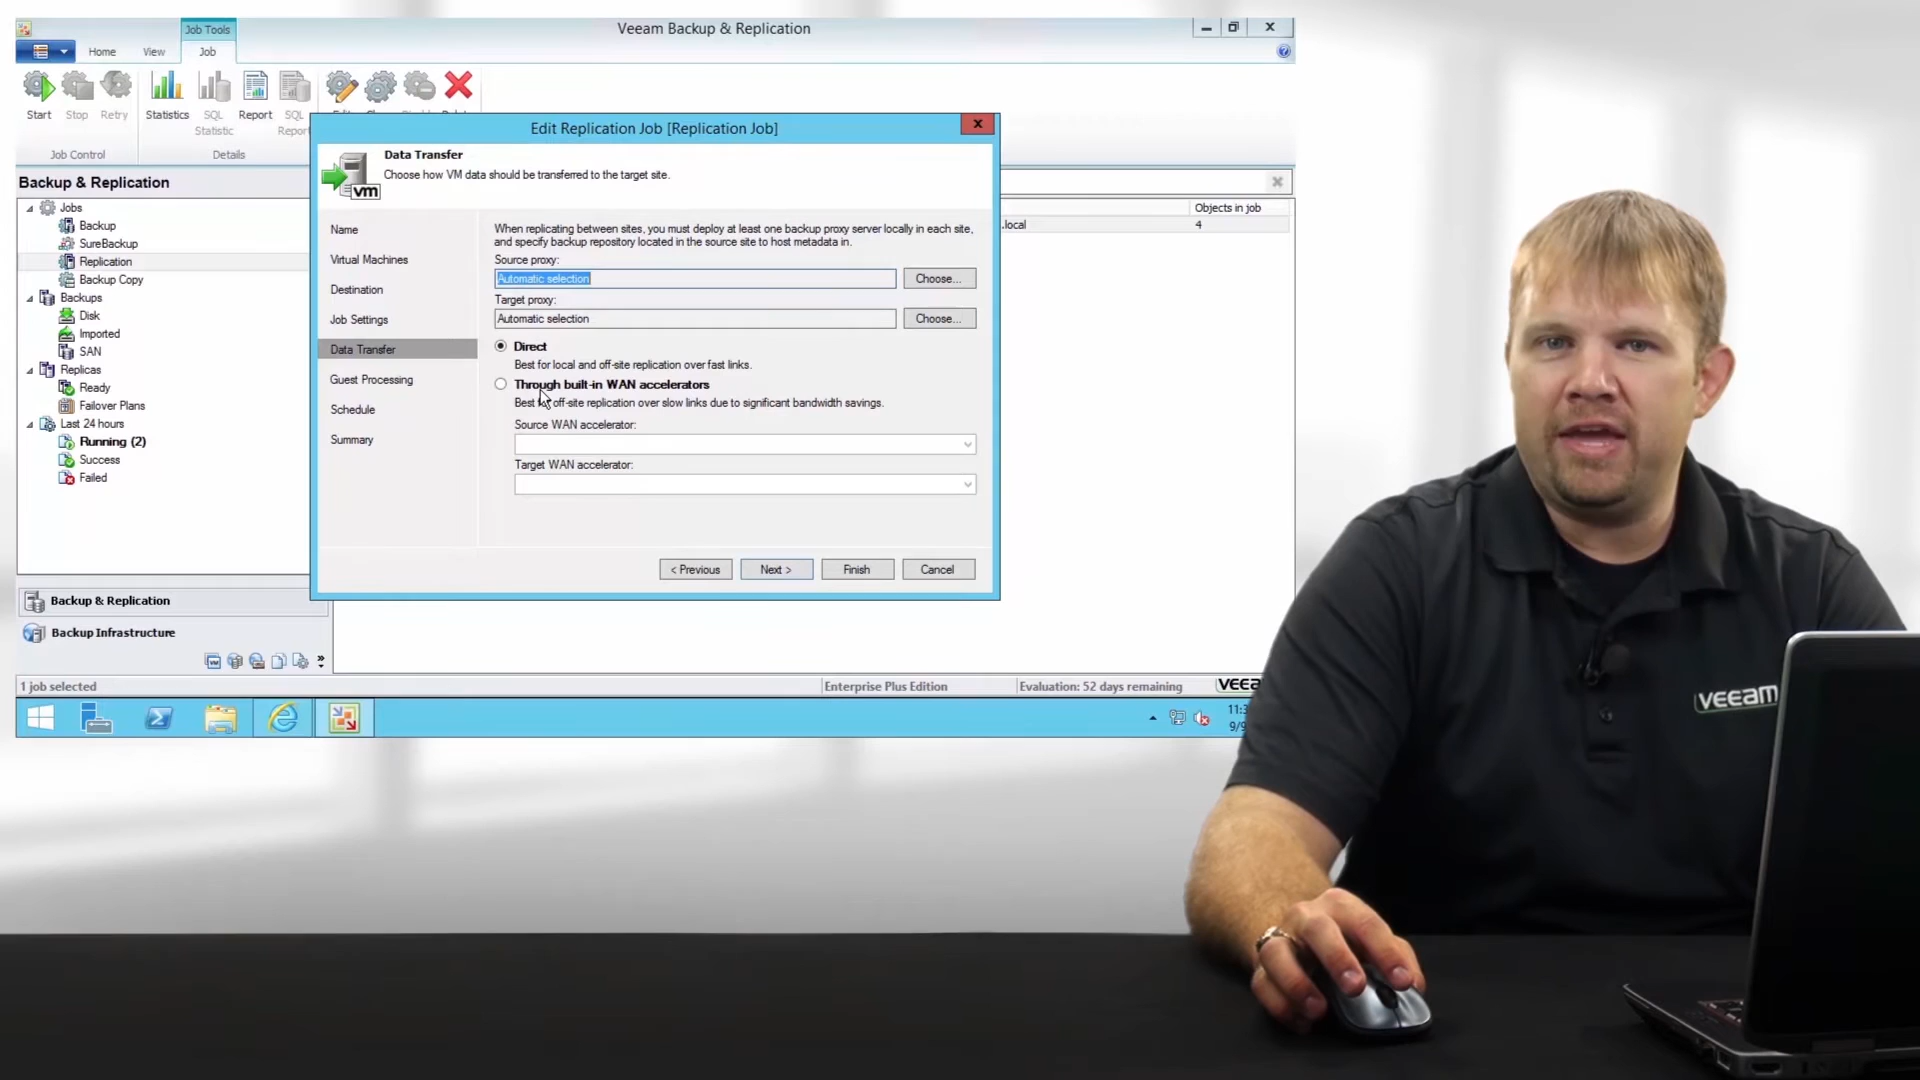 Job Tools
Veeam Backup & Replication
Home
View
Job
Start
Stop
Retry
Statistics
SQL
Statistic
Report
SQL
Report
Job Control
Details
Edit Replication Job [Replication Job]
Data Transfer
Choose how VM data should be transferred to the target site.
vm
Backup & Replication
Jobs
Backup
SureBackup
Replication
Backup Copy
Backups
Disk
Imported
SAN
Replicas
Ready
Failover Plans
Last 24 hours
Running (2)
Success
Failed
Name
Virtual Machines
Destination
Job Settings
Data Transfer
Guest Processing
Schedule
Summary
When replicating between sites, you must deploy at least one backup proxy server locally in each site,
and specify backup repository located in the source site to host metadata in.
Source proxy:
Automatic selection
Choose...
Target proxy:
Automatic selection
Choose...
Direct
Best for local and off-site replication over fast links.
Through built-in WAN accelerators
Best for off-site replication over slow links due to significant bandwidth savings.
Source WAN accelerator:
Target WAN accelerator:
< Previous
Next >
Finish
Cancel
Objects in job
.local
4
Backup & Replication
Backup Infrastructure
1 job selected
Enterprise Plus Edition
Evaluation: 52 days remaining
VEEA
11:3
9/9
VEEAM